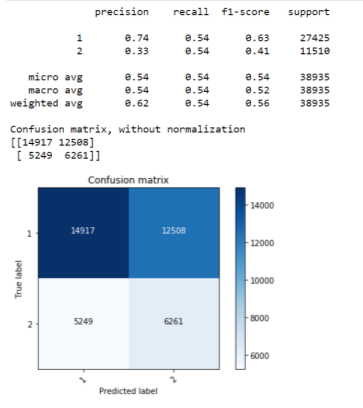 precision recall f1-score support
1 0.74 0.54 0.63 27425
2 0.33 0.54 0.41 11510
micro avg 0.54 0.54 0.54 38935
macro avg 0.54 0.54 0.52 38935
weighted avg 0.62 0.54 0.56 38935
Confusion matrix, without normalization
[[14917 12508]
[ 5249 6261]]
Confusion matrix
14000
1 14917 12508
12000
10000
True label
8000
2 5249 6261
6000
1 2
Predicted label